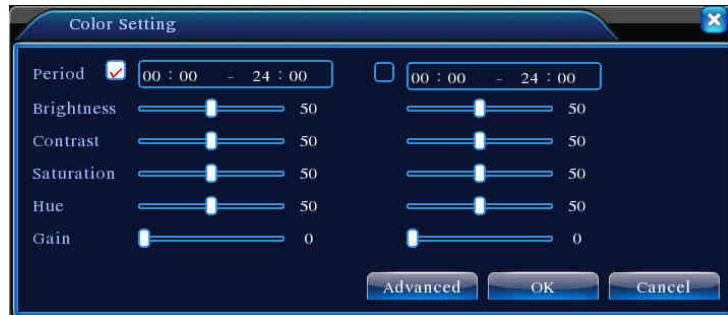 Color Setting
Period 00 : 00 - 24 : 00 00 : 00 - 24 : 00
Brightness 50 50
Contrast 50 50
Saturation 50 50
Hue 50 50
Gain 0 0
Advanced OK Cancel